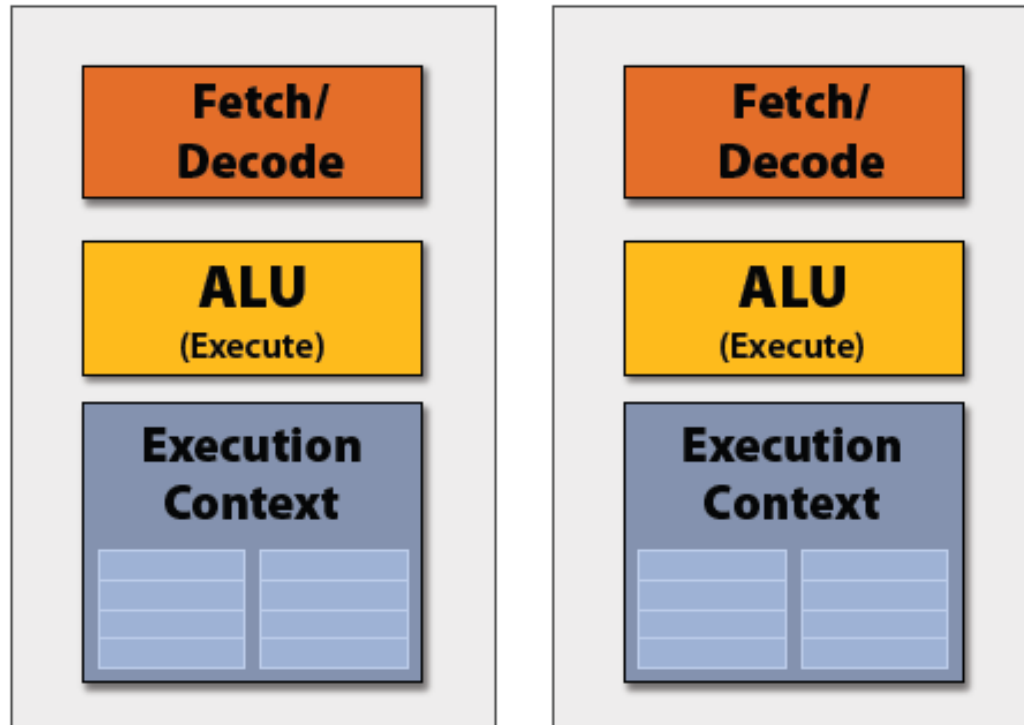 Fetch/
Decode
ALU
(Execute)
Execution
Context
Fetch/
Decode
ALU
(Execute)
Execution
Context